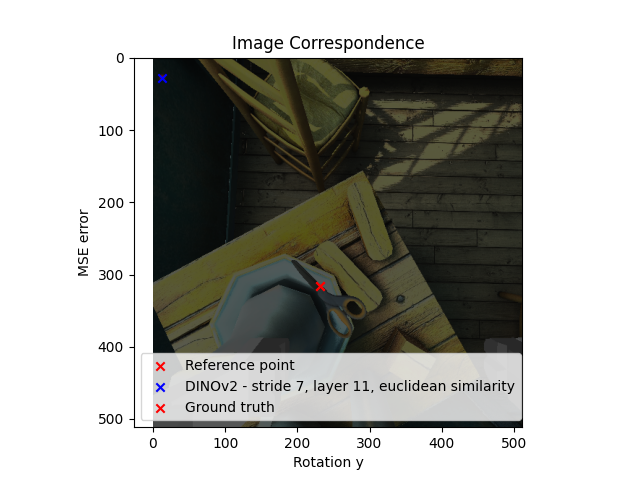 Image Correspondence
0
100
200
300
400
500
MSE error
Reference point
DINOv2 - stride 7, layer 11, euclidean similarity
Ground truth
0 100 200 300 400 500
Rotation y